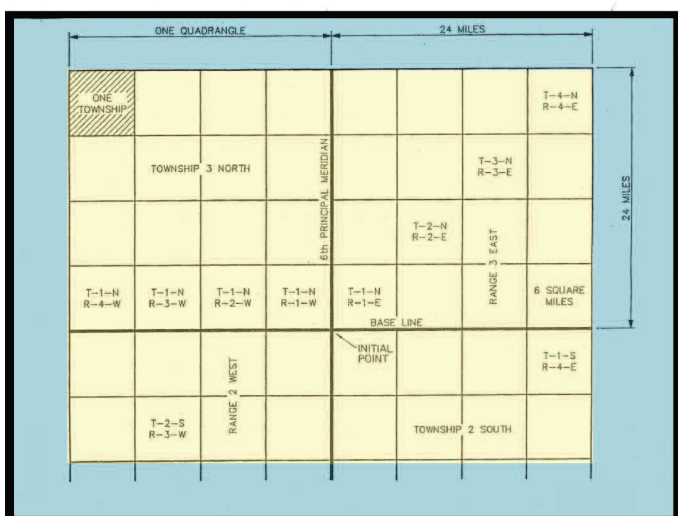 ONE QUADRANGLE
24 MILES
ONE
TOWNSHIP
T-4-N
R-4-E
TOWNSHIP 3 NORTH
6th PRINCIPAL MERIDIAN
T-3-N
R-3-E
24 MILES
T-2-N
R-2-E
RANGE 3 EAST
T-1-N
R-4-W
T-1-N
R-3-W
T-1-N
R-2-W
T-1-N
R-1-W
T-1-N
R-1-E
6 SQUARE
MILES
BASE LINE
INITIAL
POINT
T-1-S
R-4-E
RANGE 2 WEST
T-2-S
R-3-W
TOWNSHIP 2 SOUTH